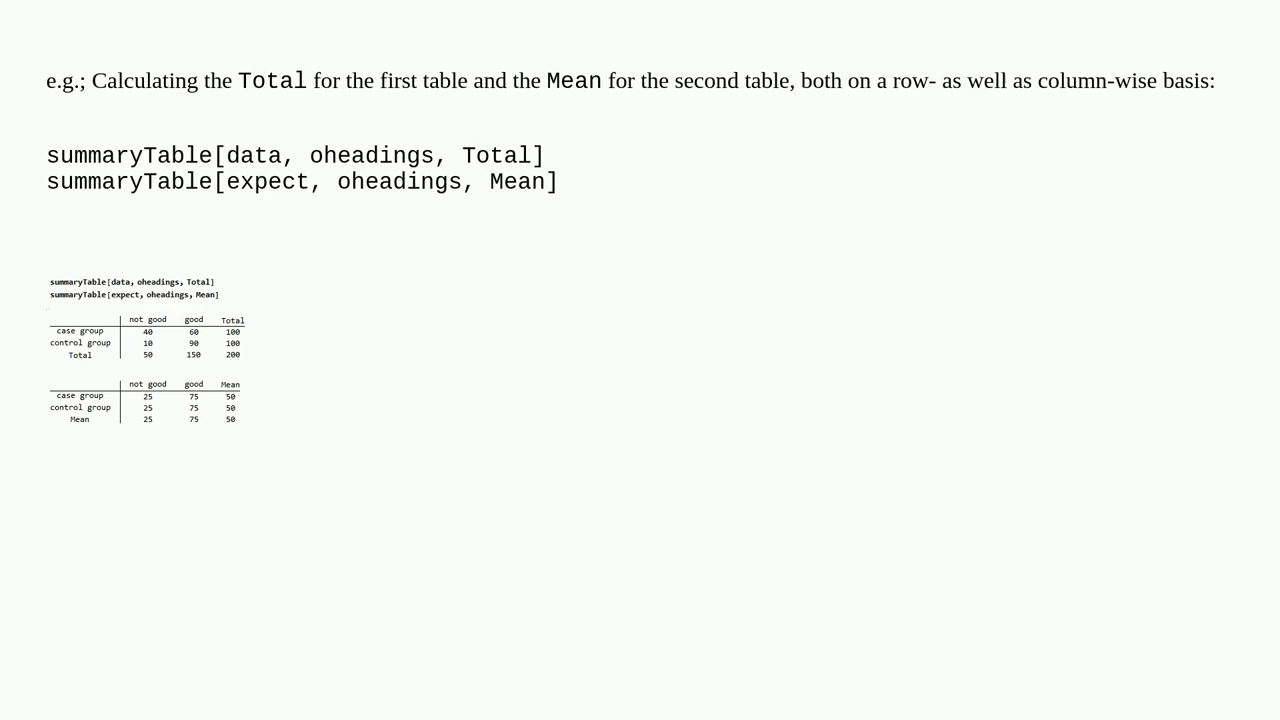 e.g.; Calculating the Total for the first table and the Mean for the second table, both on a row- as well as column-wise basis:
summaryTable[data, oheadings, Total]
summaryTable[expect, oheadings, Mean]
summaryTable[data, oheadings, Total]
summaryTable[expect, oheadings, Mean]
not good good Total
case group 40 60 100
control group 10 90 100
Total 50 150 200
not good good Mean
case group 25 75 50
control group 25 75 50
Mean 25 75 50